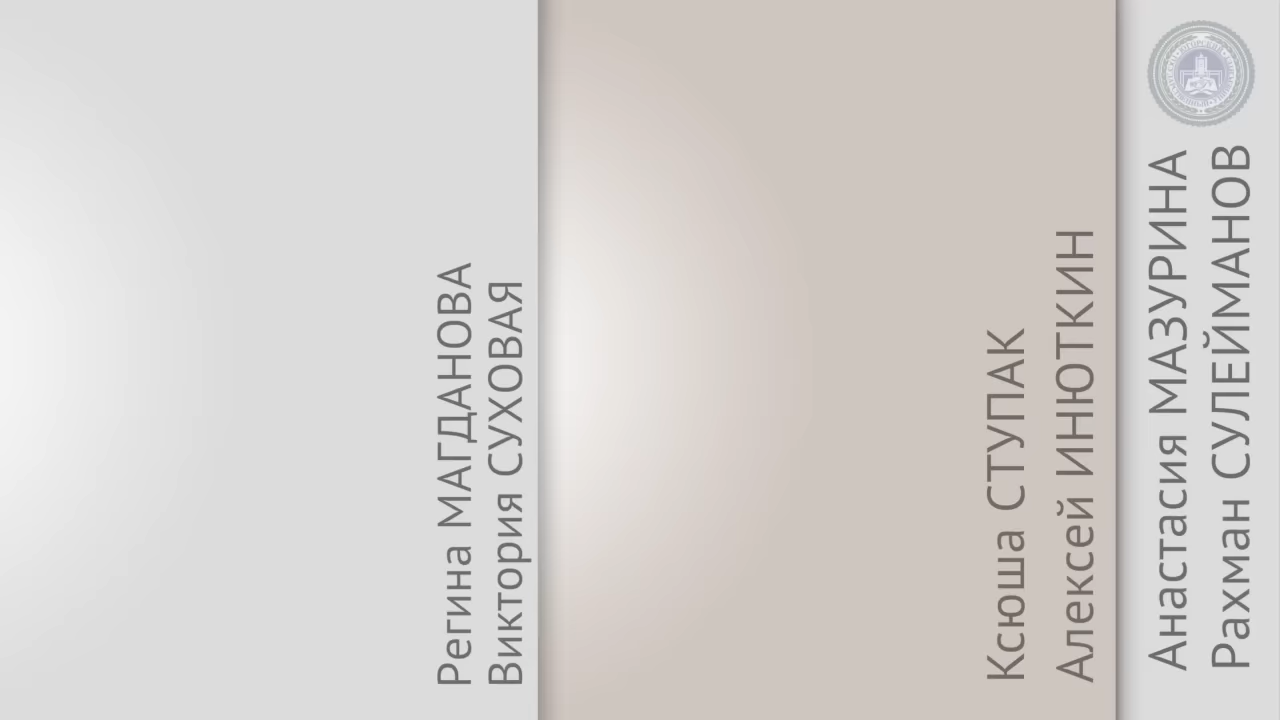 Регина МАГДАНОВА
Виктория СУХОВАЯ
Ксюша СТУПАК
Алексей ИНЮТКИН
Анастасия МАЗУРИНА
Рахман СУЛЕЙМАНОВ